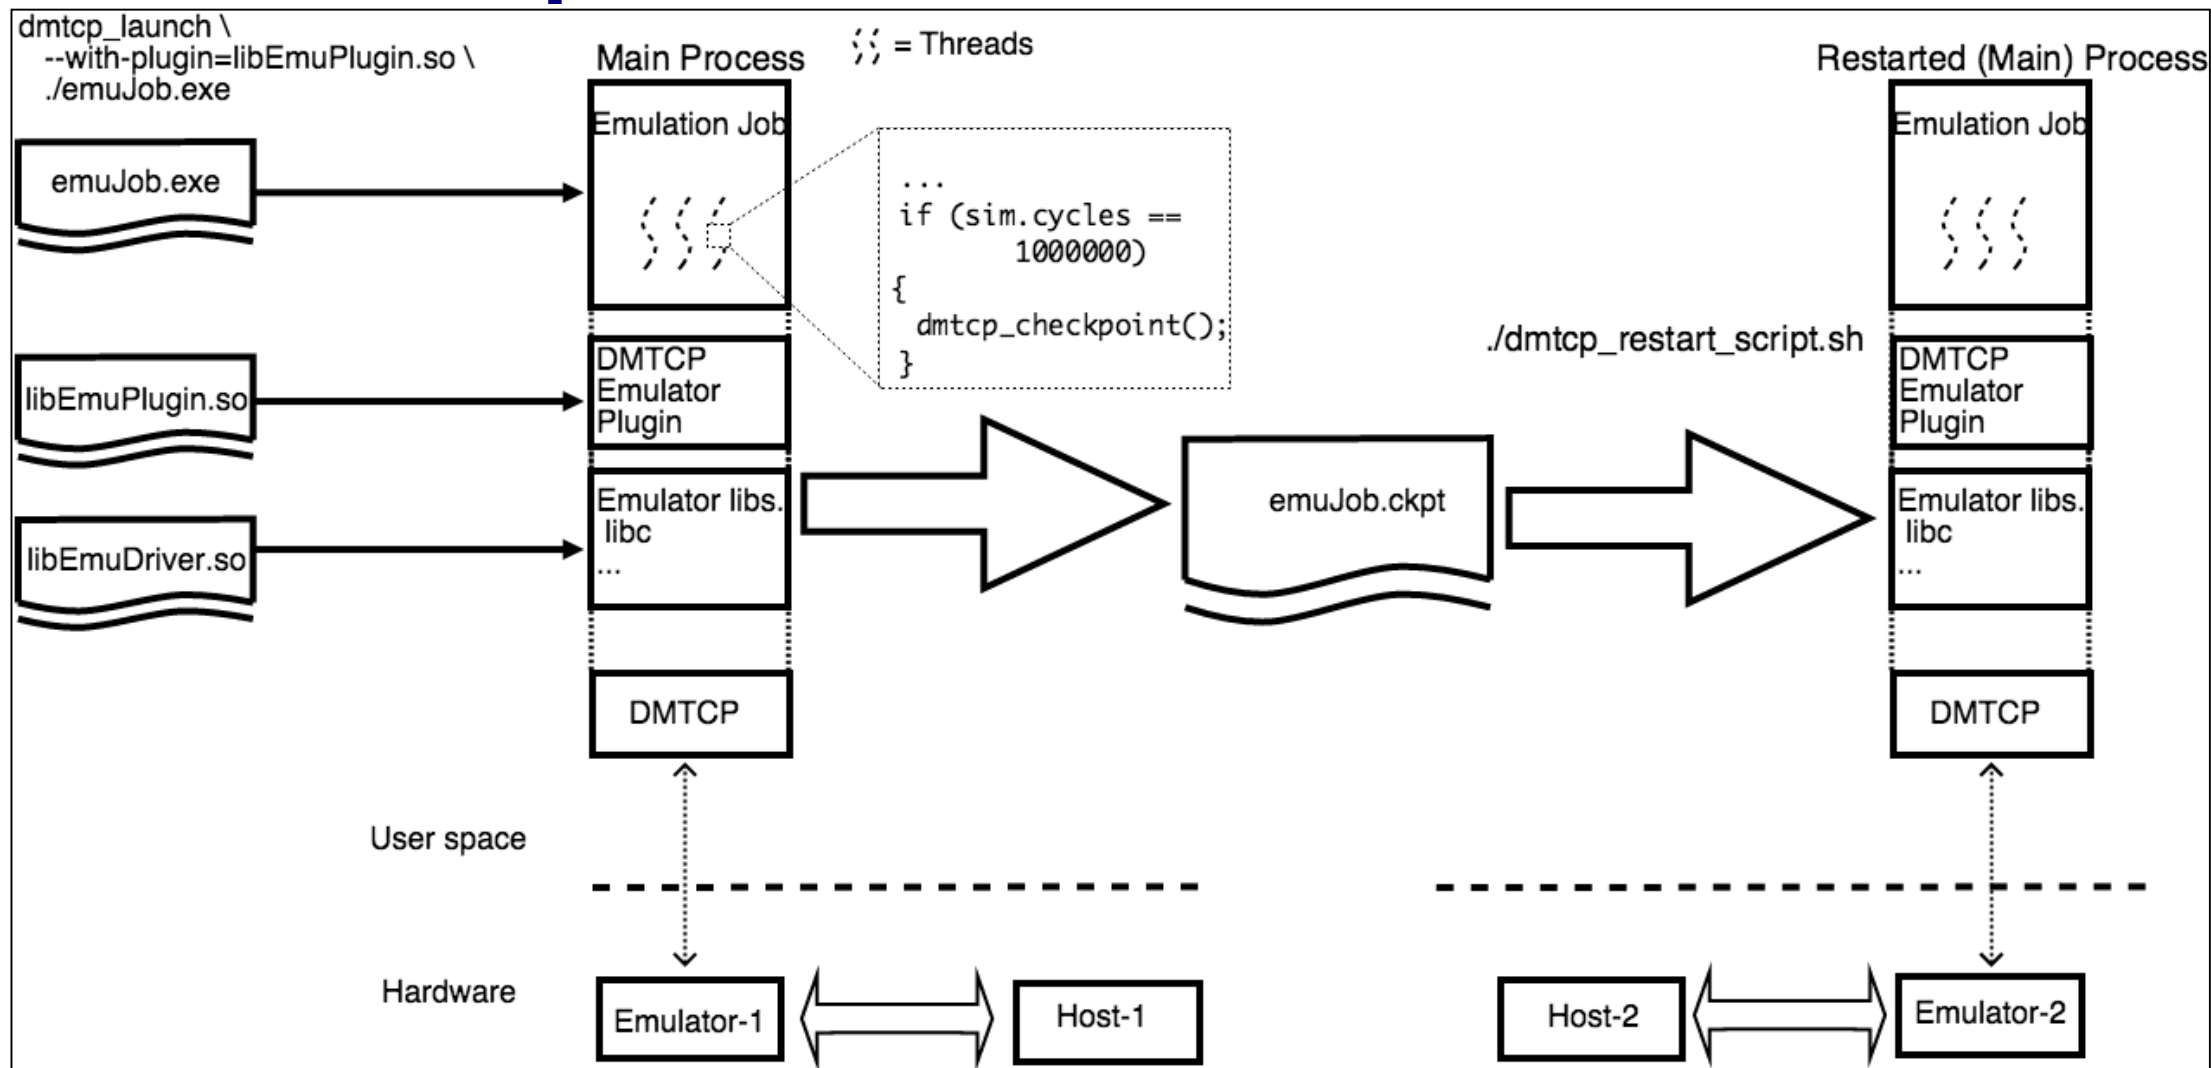 dmtcp_launch \
--with-plugin=libEmuPlugin.so \
./emuJob.exe
Main Process
= Threads
Restarted (Main) Process
emuJob.exe
libEmuPlugin.so
libEmuDriver.so
Emulation Job
DMTCP
Emulator
Plugin
Emulator libs.
libc
...
DMTCP
...
if (sim.cycles ==
1000000)
{
dmtcp_checkpoint();
}
emuJob.ckpt
./dmtcp_restart_script.sh
Emulation Job
DMTCP
Emulator
Plugin
Emulator libs.
libc
...
DMTCP
User space
Hardware
Emulator-1
Host-1
Host-2
Emulator-2